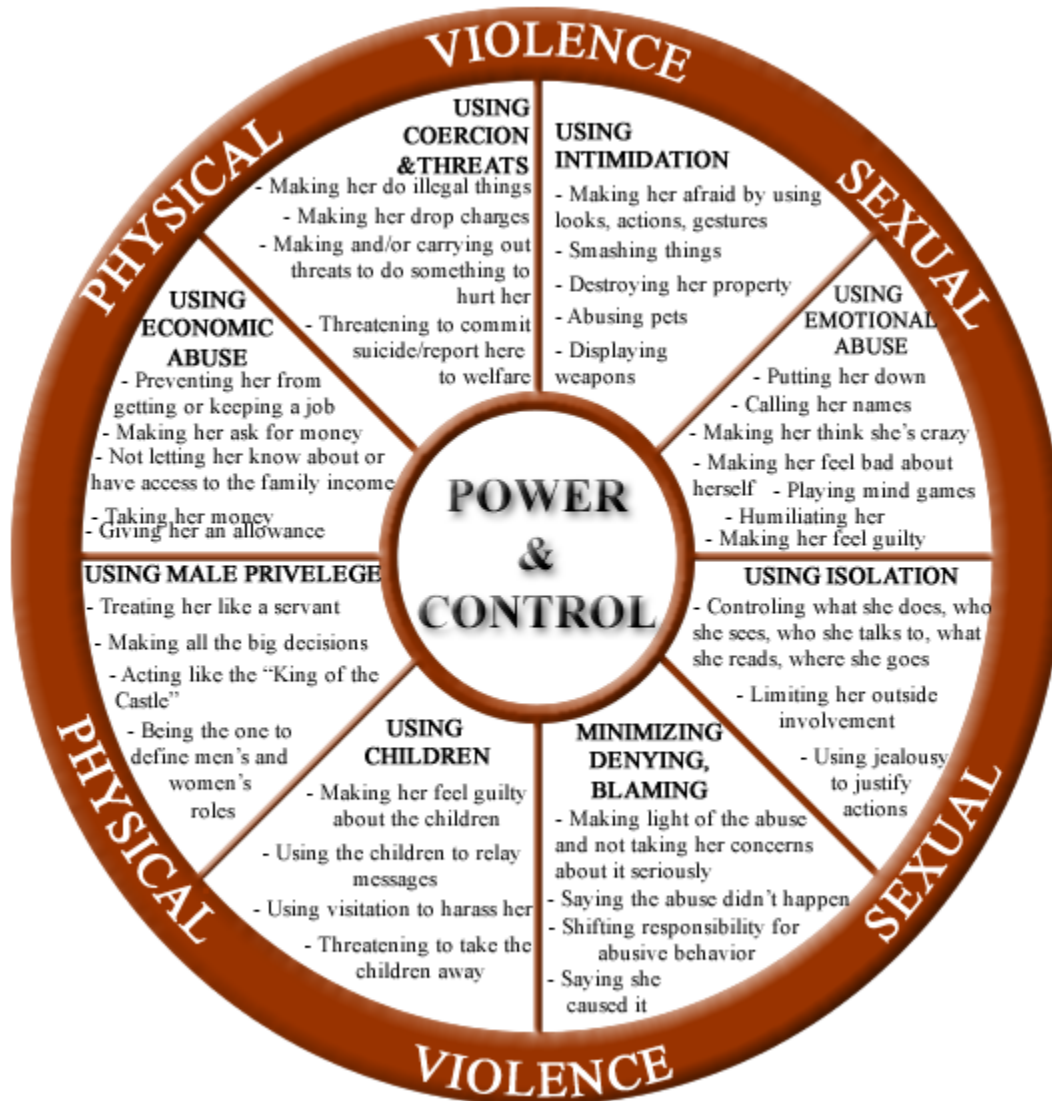 VIOLENCE
PHYSICAL
SEXUAL
USING
COERCION
&THREATS
- Making her do illegal things
- Making her drop charges
- Making and/or carrying out
threats to do something to
hurt her
- Threatening to commit
suicide/report here
to welfare
USING
INTIMIDATION
- Making her afraid by using
looks, actions, gestures
- Smashing things
- Destroying her property
- Abusing pets
- Displaying
weapons
USING
ECONOMIC
ABUSE
- Preventing her from
getting or keeping a job
- Making her ask for money
- Not letting her know about or
have access to the family income
- Taking her money
- Giving her an allowance
USING
EMOTIONAL
ABUSE
- Putting her down
- Calling her names
- Making her think she's crazy
- Making her feel bad about
herself - Playing mind games
- Humiliating her
- Making her feel guilty
POWER
&
CONTROL
USING MALE PRIVELEGE
- Treating her like a servant
- Making all the big decisions
- Acting like the “King of the
Castle”
- Being the one to
define men's and
women's
roles
USING ISOLATION
- Controling what she does, who
she sees, who she talks to, what
she reads, where she goes
- Limiting her outside
involvement
- Using jealousy
to justify
actions
USING
CHILDREN
- Making her feel guilty
about the children
- Using the children to relay
messages
- Using visitation to harass her
- Threatening to take the
children away
MINIMIZING
DENYING,
BLAMING
- Making light of the abuse
and not taking her concerns
about it seriously
- Saying the abuse didn't happen
- Shifting responsibility for
abusive behavior
- Saying she
caused it
PHYSICAL
SEXUAL
VIOLENCE